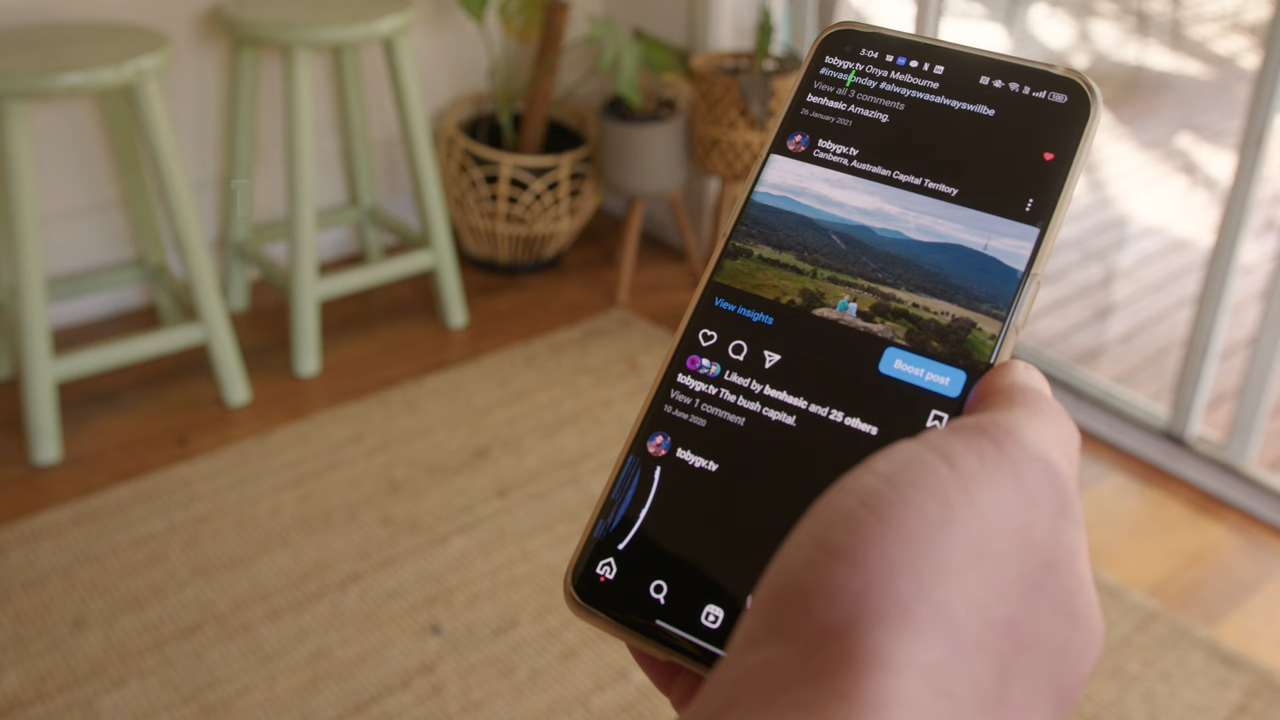 3:04
tobygv.tv Onya Melbourne
#invasionday #alwayswasalwayswillbe
View all 3 comments
benhasic Amazing.
26 January 2021
tobygv.tv
Canberra, Australian Capital Territory
View insights
Boost post
Liked by benhasic and 25 others
tobygv.tv The bush capital.
View 1 comment
10 June 2020
tobygv.tv